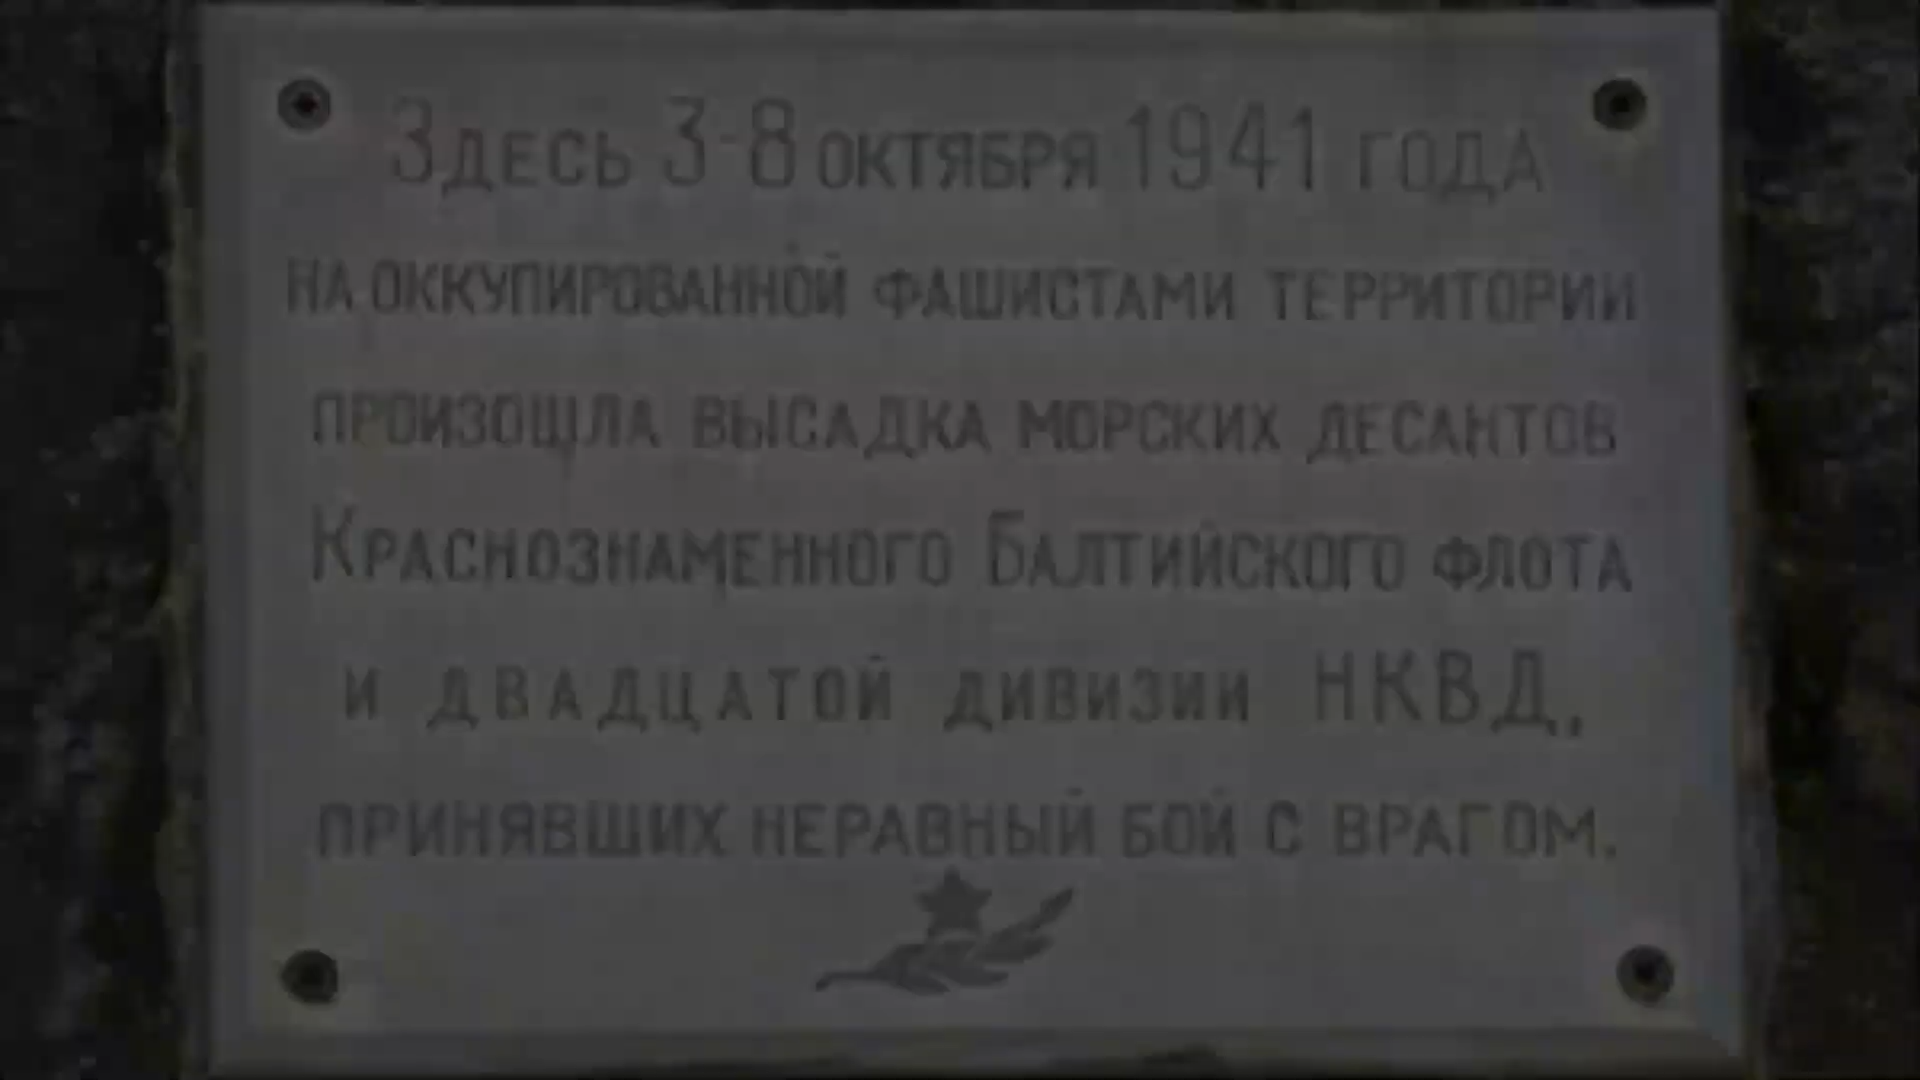 Здесь 3-8 октября 1941 года
на оккупированной фашистами территории
произошла высадка морских десантов
Краснознаменного Балтийского флота
и двадцатой дивизии НКВД,
принявших неравный бой с врагом.